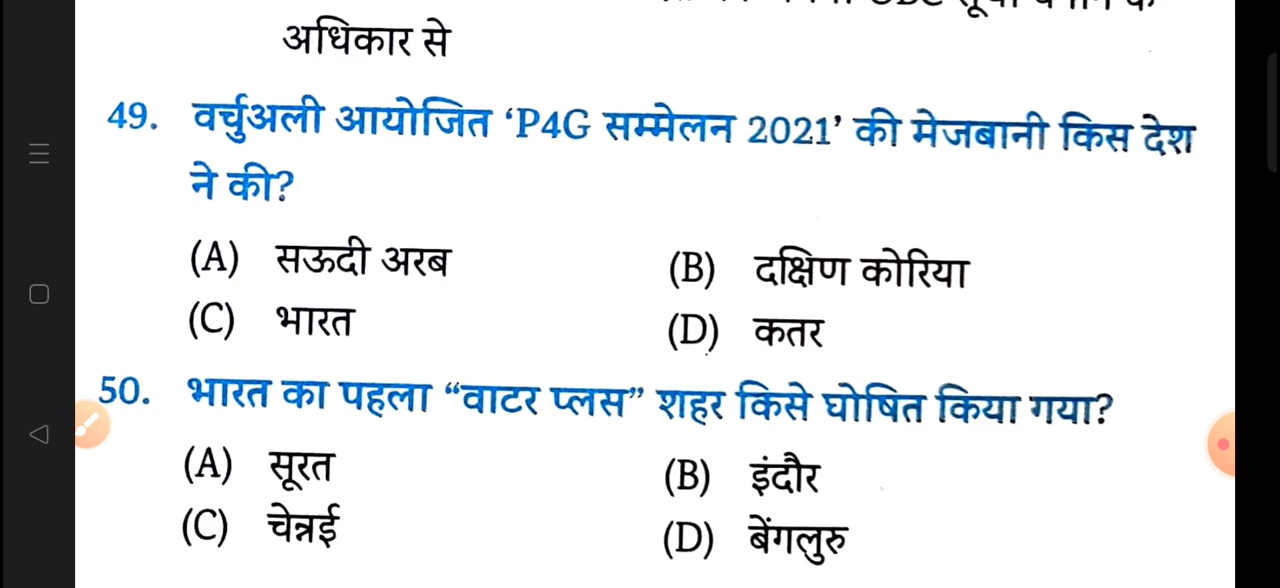 अधिकार से
49. वर्चुअली आयोजित ‘P4G सम्मेलन 2021’ की मेजबानी किस देश
ने की?
(A) सऊदी अरब (B) दक्षिण कोरिया
(C) भारत (D) कतर
50. भारत का पहला “वाटर प्लस” शहर किसे घोषित किया गया?
(A) सूरत (B) इंदौर
(C) चेन्नई (D) बेंगलुरु